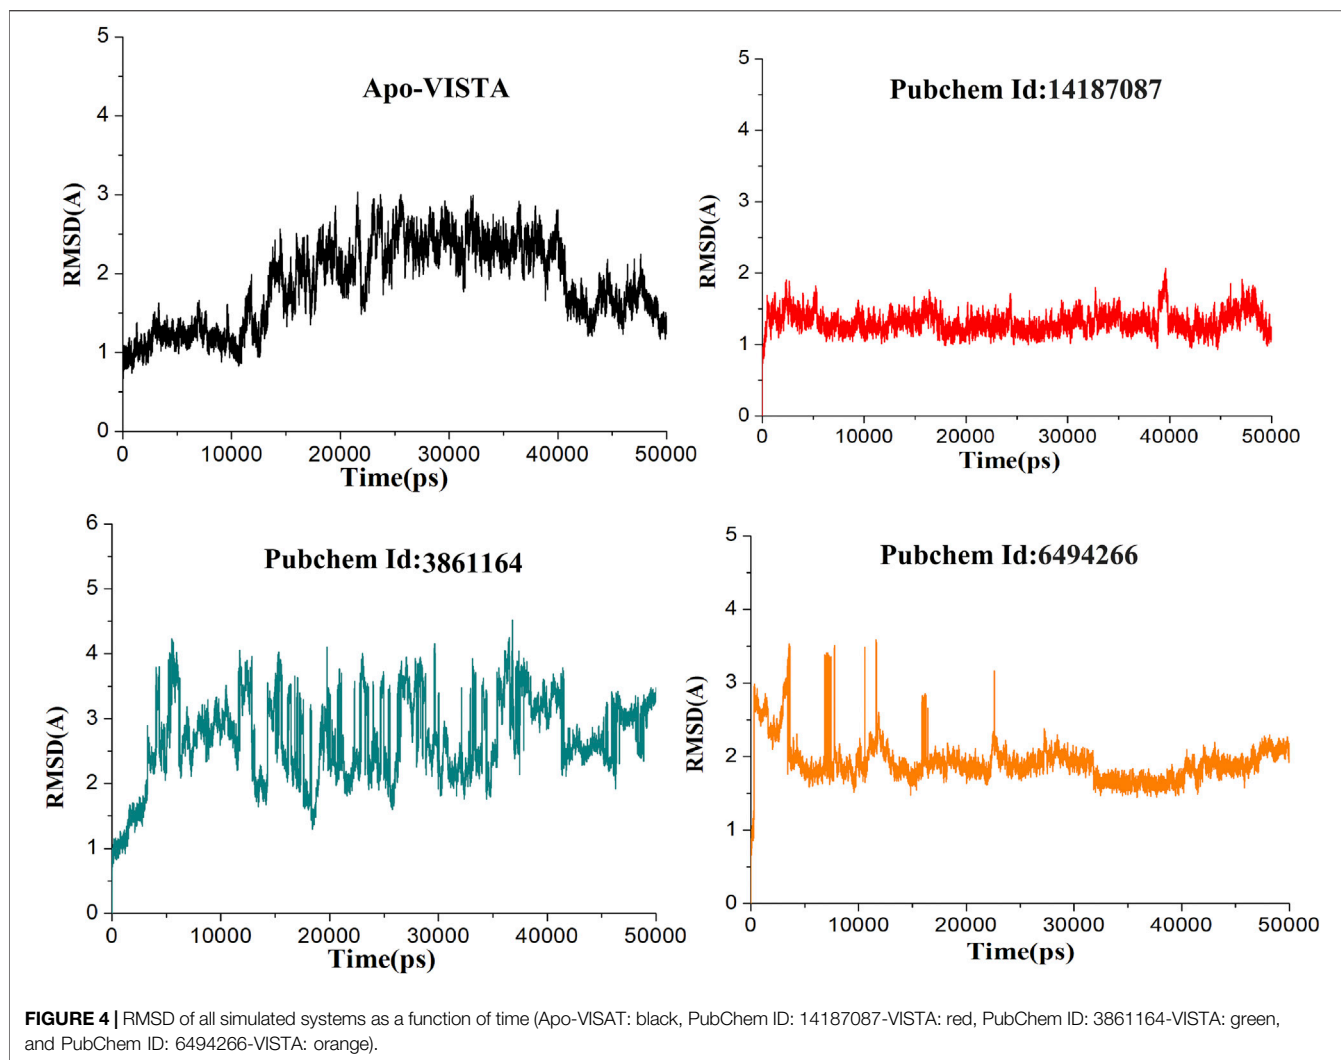 Apo-VISTA
RMSD(A)
5
4
3
2
1
0
0 10000 20000 30000 40000 50000
Time(ps)
Pubchem Id:14187087
RMSD(A)
5
4
3
2
1
0
0 10000 20000 30000 40000 50000
Time(ps)
Pubchem Id:3861164
RMSD(A)
6
5
4
3
2
1
0
0 10000 20000 30000 40000 50000
Time(ps)
Pubchem Id:6494266
RMSD(A)
5
4
3
2
1
0
0 10000 20000 30000 40000 50000
Time(ps)
FIGURE 4 | RMSD of all simulated systems as a function of time (Apo-VISAT: black, PubChem ID: 14187087-VISTA: red, PubChem ID: 3861164-VISTA: green,
and PubChem ID: 6494266-VISTA: orange).